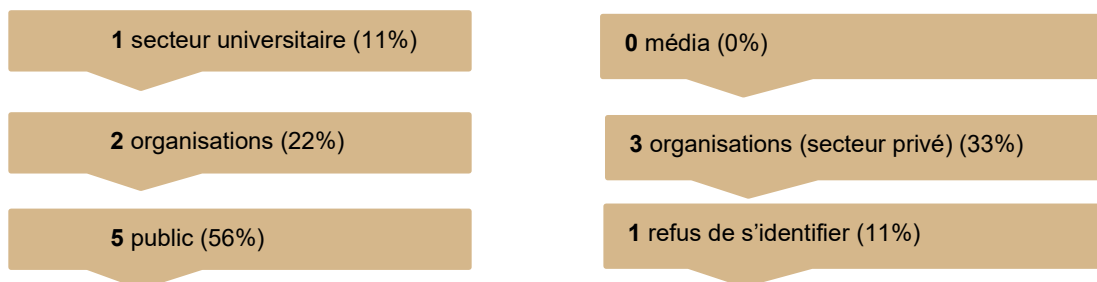 1 secteur universitaire (11%)
0 média (0%)
2 organisations (22%)
3 organisations (secteur privé) (33%)
5 public (56%)
1 refus de s’identifier (11%)